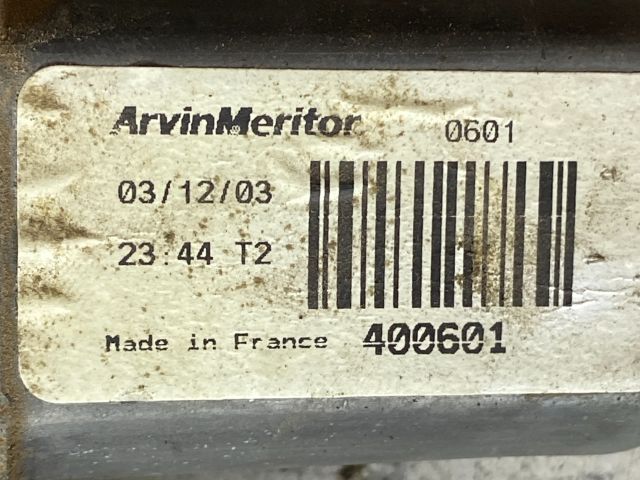 ArvinMeritor 0601
03/12/03
23:44 T2
Made in France 400601